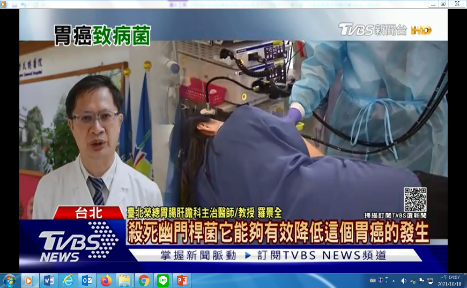 胃癌致病菌
TVBS新聞台 HD
臺北榮總胃腸肝膽科主治醫師/教授 羅景全
掃描訂閱TVBS選新聞
台北
殺死幽門桿菌它能夠有效降低這個胃癌的發生
TVBS
NEWS
掌握新聞脈動 訂閱TVBS NEWS頻道